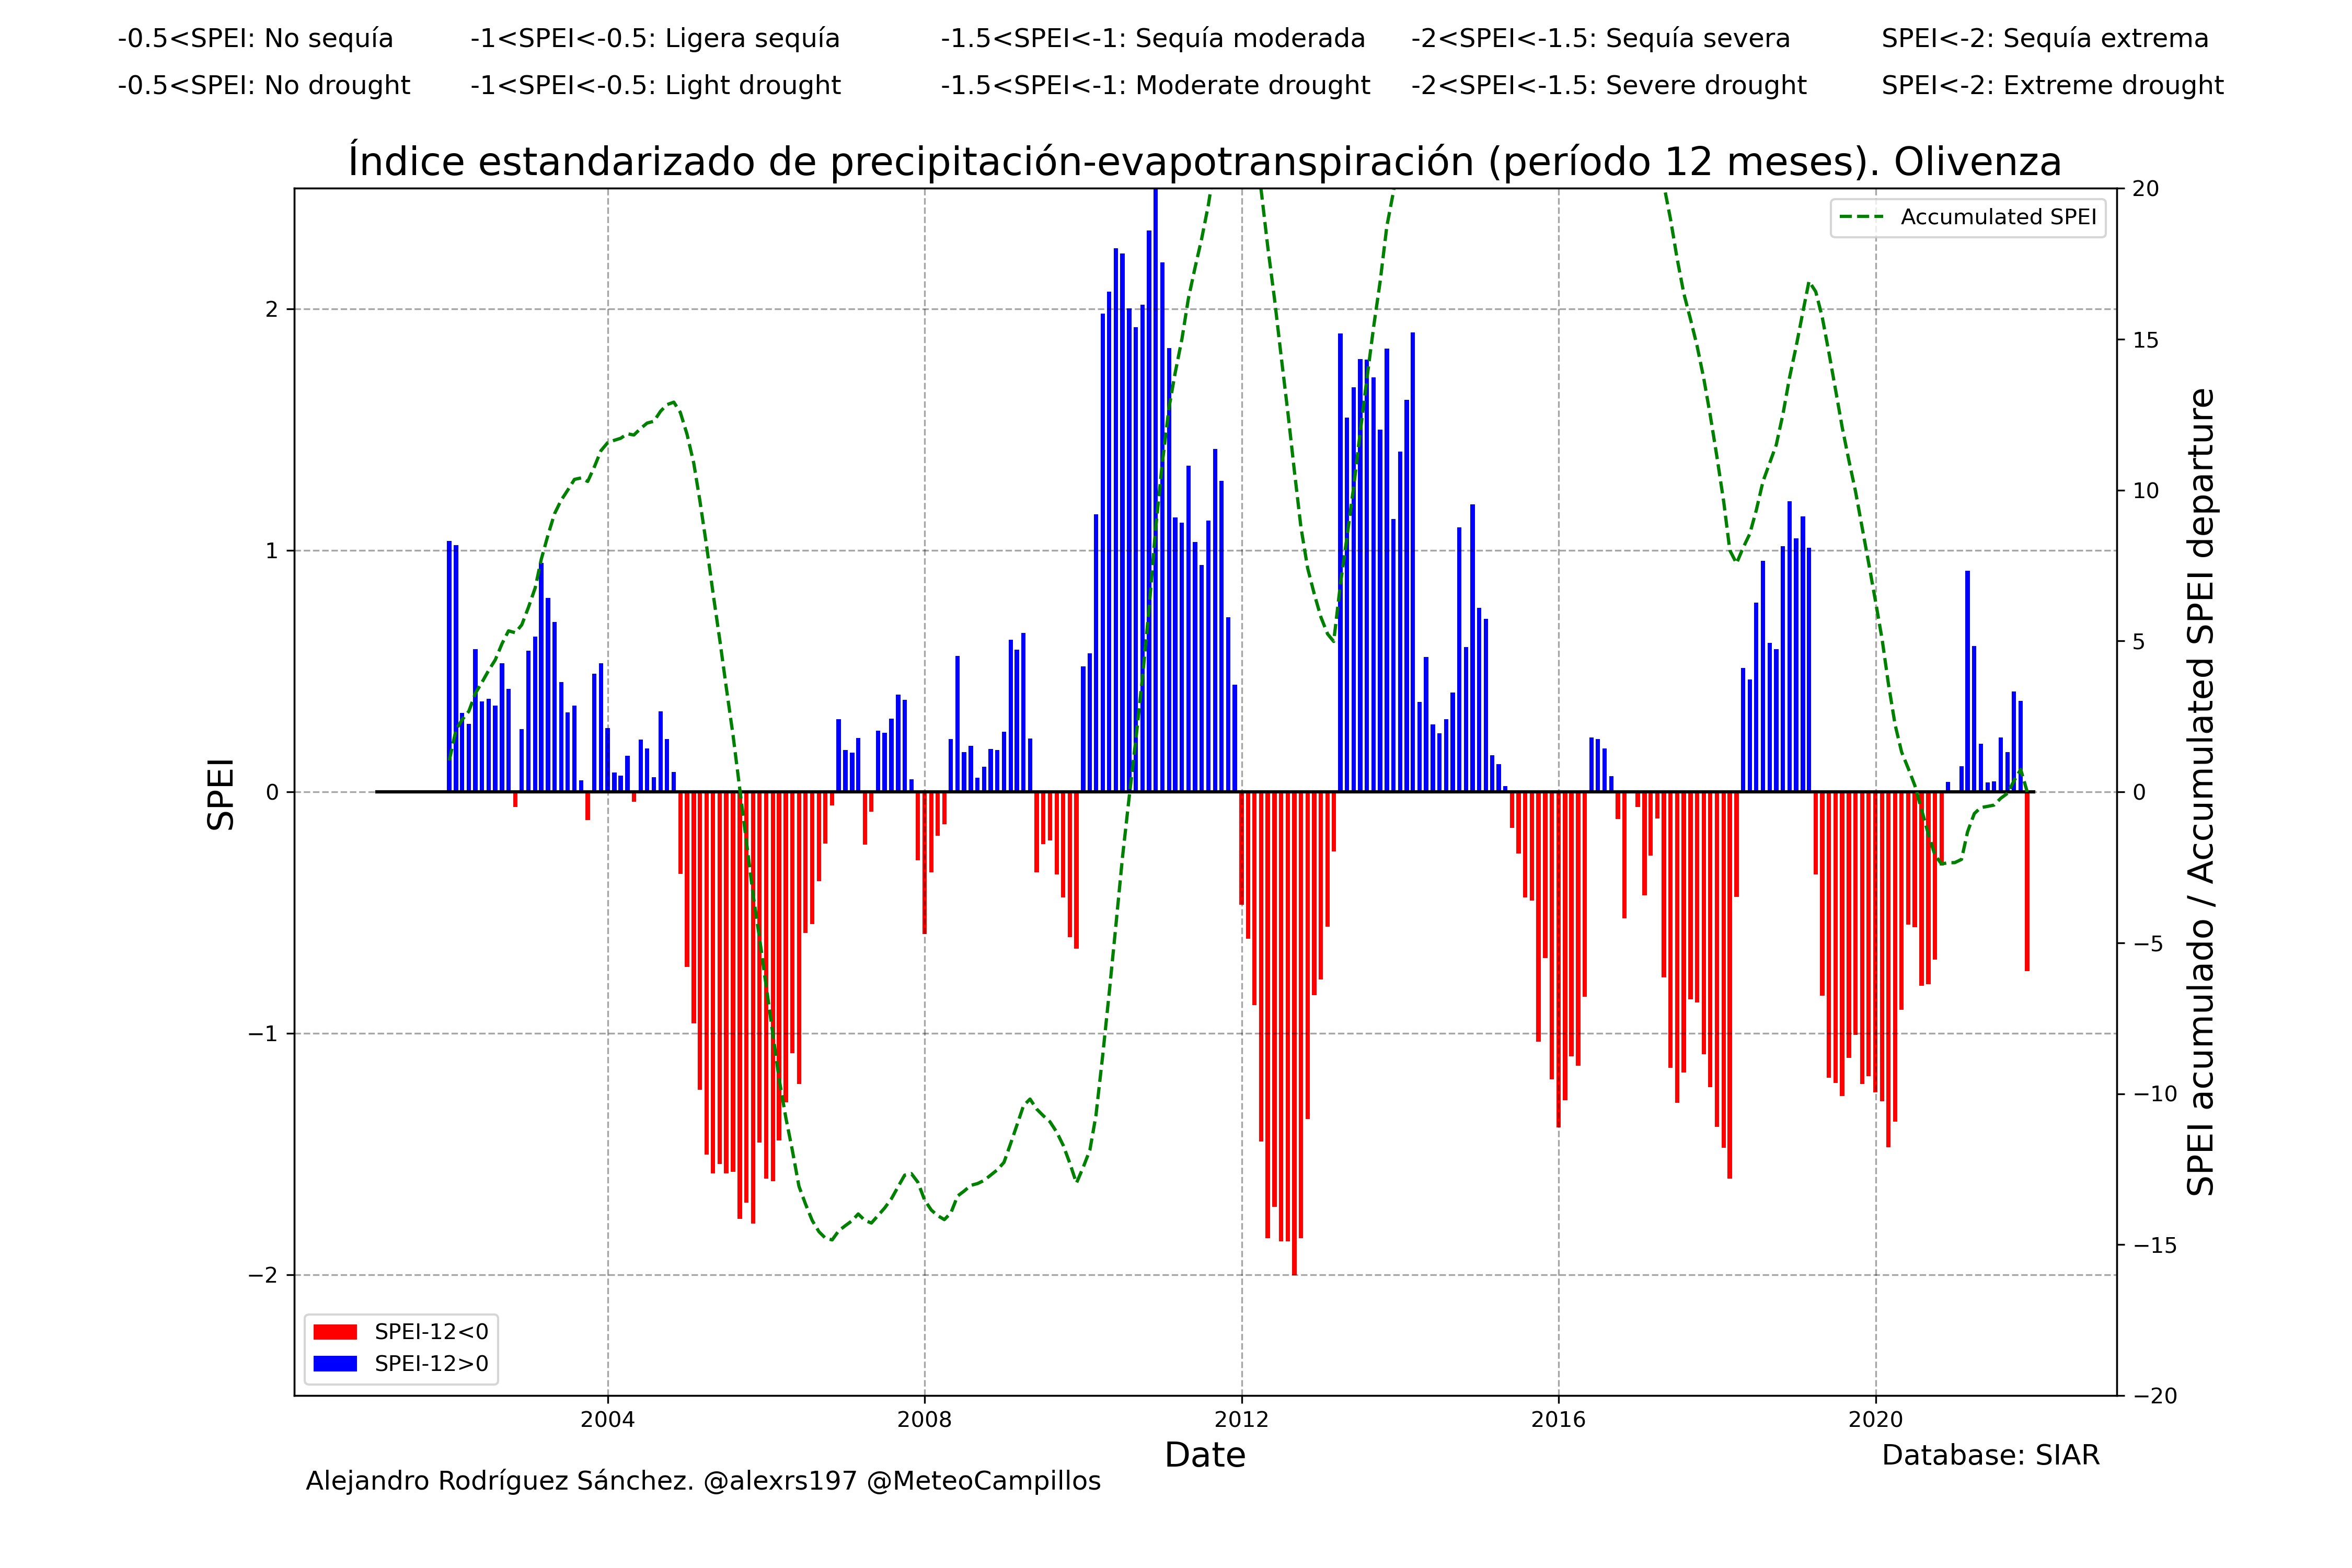 -0.5<SPEI: No sequía -1<SPEI<-0.5: Ligera sequía -1.5<SPEI<-1: Sequía moderada -2<SPEI<-1.5: Sequía severa SPEI<-2: Sequía extrema
-0.5<SPEI: No drought -1<SPEI<-0.5: Light drought -1.5<SPEI<-1: Moderate drought -2<SPEI<-1.5: Severe drought SPEI<-2: Extreme drought
Índice estandarizado de precipitación-evapotranspiración (período 12 meses). Olivenza
Accumulated SPEI
SPEI
2
1
0
−1
−2
20
15
10
5
0
−5
−10
−15
−20
SPEI acumulado / Accumulated SPEI departure
SPEI-12<0
SPEI-12>0
2004 2008 2012 2016 2020
Date
Database: SIAR
Alejandro Rodríguez Sánchez. @alexrs197 @MeteoCampillos